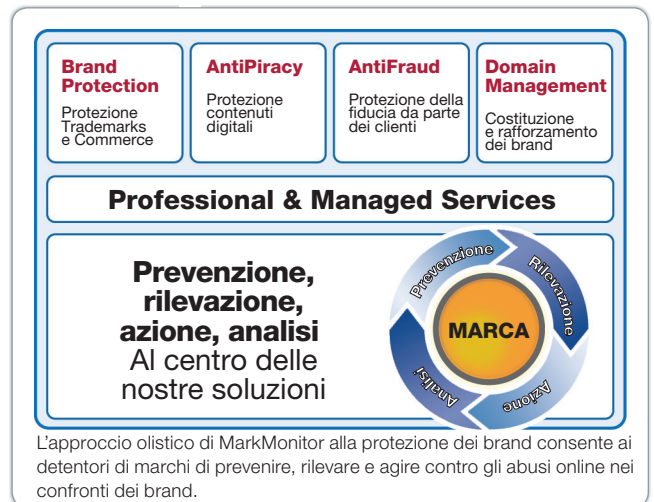 Brand
Protection
Protezione
Trademarks
e Commerce
AntiPiracy
Protezione
contenuti
digitali
AntiFraud
Protezione della
fiducia da parte
dei clienti
Domain
Management
Costituzione
e rafforzamento
dei brand
Professional & Managed Services
Prevenzione,
rilevazione,
azione, analisi
Al centro delle
nostre soluzioni
Prevenzione
Rilevazione
Azione
Analisi
MARCA
L'approccio olistico di MarkMonitor alla protezione dei brand consente ai
detentori di marchi di prevenire, rilevare e agire contro gli abusi online nei
confronti dei brand.